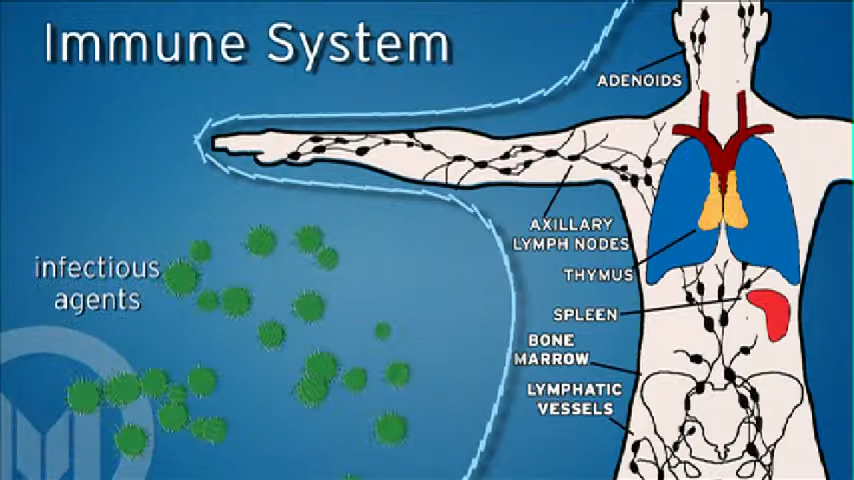 Immune System
ADENOIDS
AXILLARY
LYMPH NODES
infectious
agents
THYMUS
SPLEEN
BONE
MARROW
LYMPHATIC
VESSELS